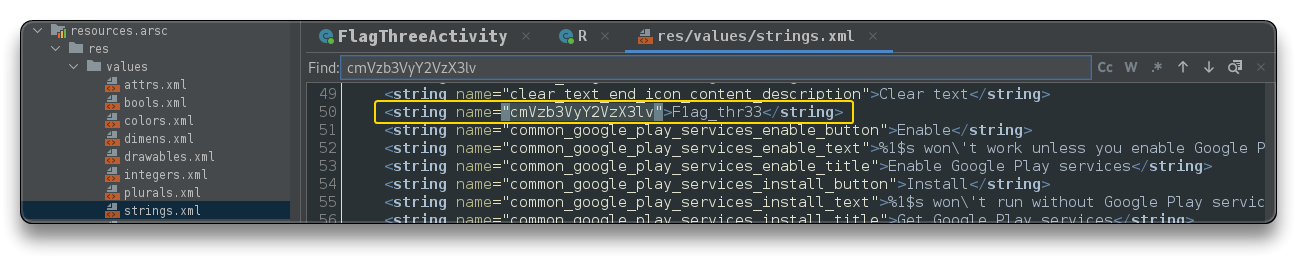 resources.arsc
res
values
attrs.xml
bools.xml
colors.xml
dimens.xml
drawables.xml
integers.xml
plurals.xml
strings.xml
FlagThreeActivity × R × res/values/strings.xml ×
Find: cmVzb3VyY2VzX3lv Cc W .*
49 <string name="clear_text_end_icon_content_description">Clear text</string>
50 <string name="cmVzb3VyY2VzX3lv">F1ag_thr33</string>
51 <string name="common_google_play_services_enable_button">Enable</string>
52 <string name="common_google_play_services_enable_text">%1$s won\'t work unless you enable Google P
53 <string name="common_google_play_services_enable_title">Enable Google Play services</string>
54 <string name="common_google_play_services_install_button">Install</string>
55 <string name="common_google_play_services_install_text">%1$s won\'t run without Google Play servic
56 <string name="common_google_play_services_install_title">Get Google Play services</string>